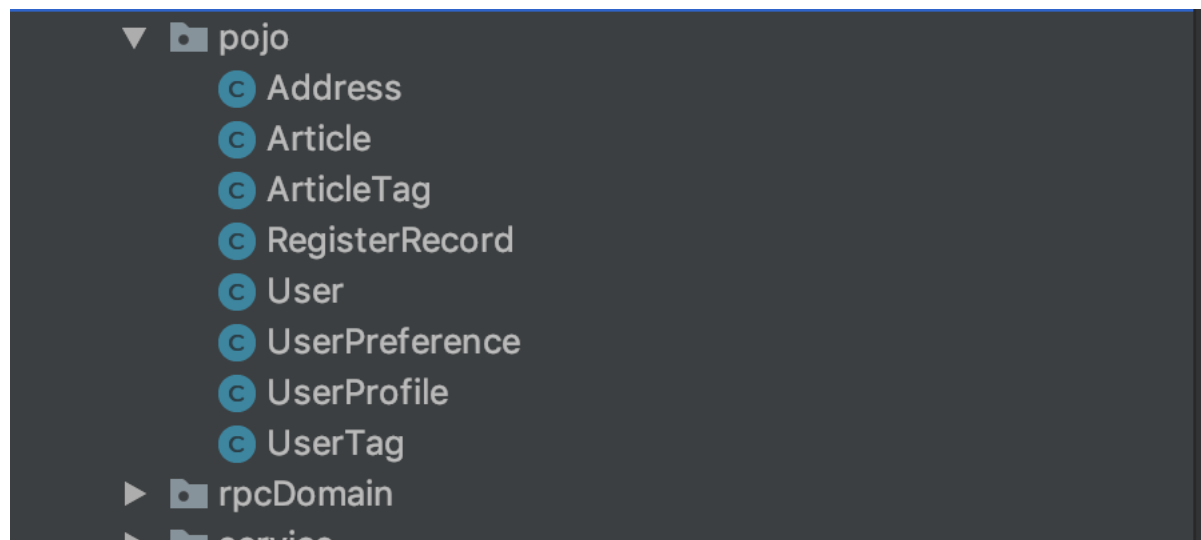 pojo
C Address
C Article
C ArticleTag
C RegisterRecord
C User
C UserPreference
C UserProfile
C UserTag
rpcDomain